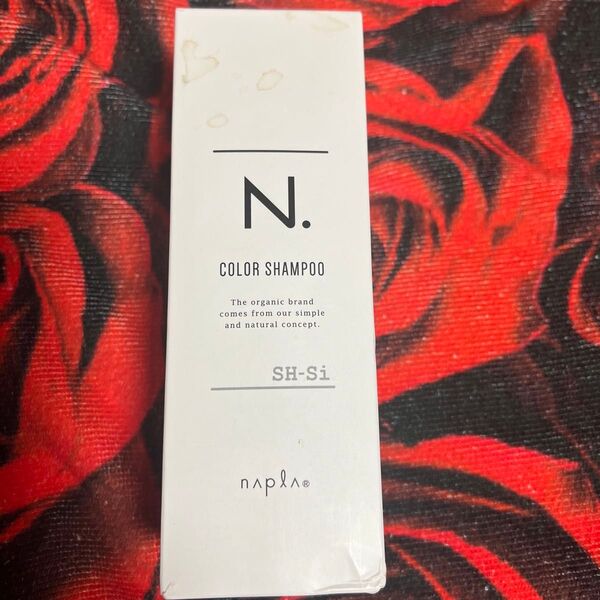 N.
COLOR SHAMPOO
The organic brand
comes from our simple
and natural concept.
SH-Si
napla®